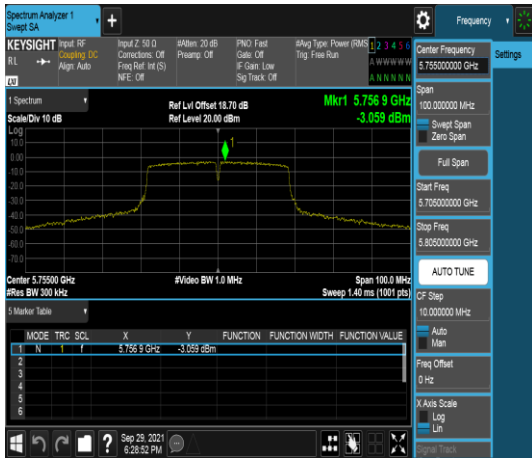 Spectrum Analyzer 1
Swept SA
+
Frequency
KEYSIGHT
RL
LXI
Input: RF
Coupling: DC
Align: Auto
Input Z: 50 Ω
Corrections: Off
Freq Ref: Int (S)
NFE: Off
#Atten: 20 dB
Preamp: Off
PNO: Fast
Gate: Off
IF Gain: Low
Sig Track: Off
#Avg Type: Power (RMS
Trig: Free Run
1 2 3 4 5 6
A W W W W W
A N N N N N
Center Frequency
5.755000000 GHz
Settings
Span
100.000000 MHz
Swept Span
Zero Span
Full Span
Start Freq
5.705000000 GHz
Stop Freq
5.805000000 GHz
AUTO TUNE
CF Step
10.000000 MHz
Auto
Man
Freq Offset
0 Hz
X Axis Scale
Log
Lin
Signal Track
1 Spectrum
Scale/Div 10 dB
Ref Lvl Offset 18.70 dB
Ref Level 20.00 dBm
Mkr1 5.756 9 GHz
-3.059 dBm
Log
10.0
0.00
-10.0
-20.0
-30.0
-40.0
-50.0
-60.0
-70.0
1
Center 5.75500 GHz
#Res BW 300 kHz
#Video BW 1.0 MHz
Span 100.0 MHz
Sweep 1.40 ms (1001 pts)
5 Marker Table
MODE TRC SCL X Y FUNCTION FUNCTION WIDTH FUNCTION VALUE
1 N 1 f 5.756 9 GHz -3.059 dBm
2
3
4
5
6
?
Sep 29, 2021
6:28:52 PM